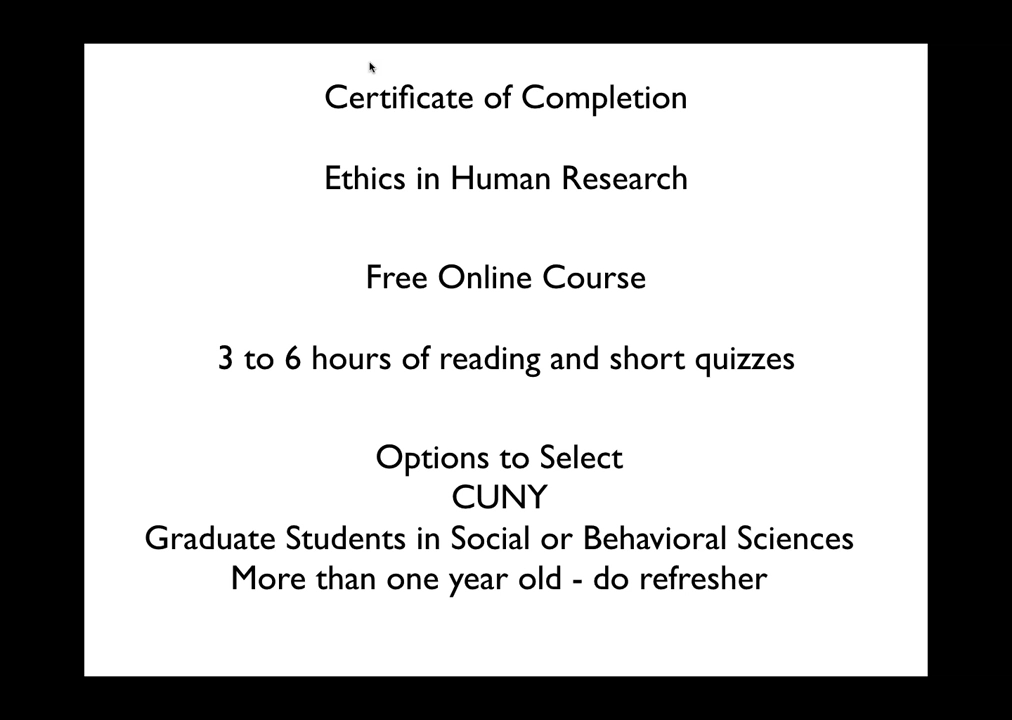 Certificate of Completion
Ethics in Human Research
Free Online Course
3 to 6 hours of reading and short quizzes
Options to Select
CUNY
Graduate Students in Social or Behavioral Sciences
More than one year old - do refresher